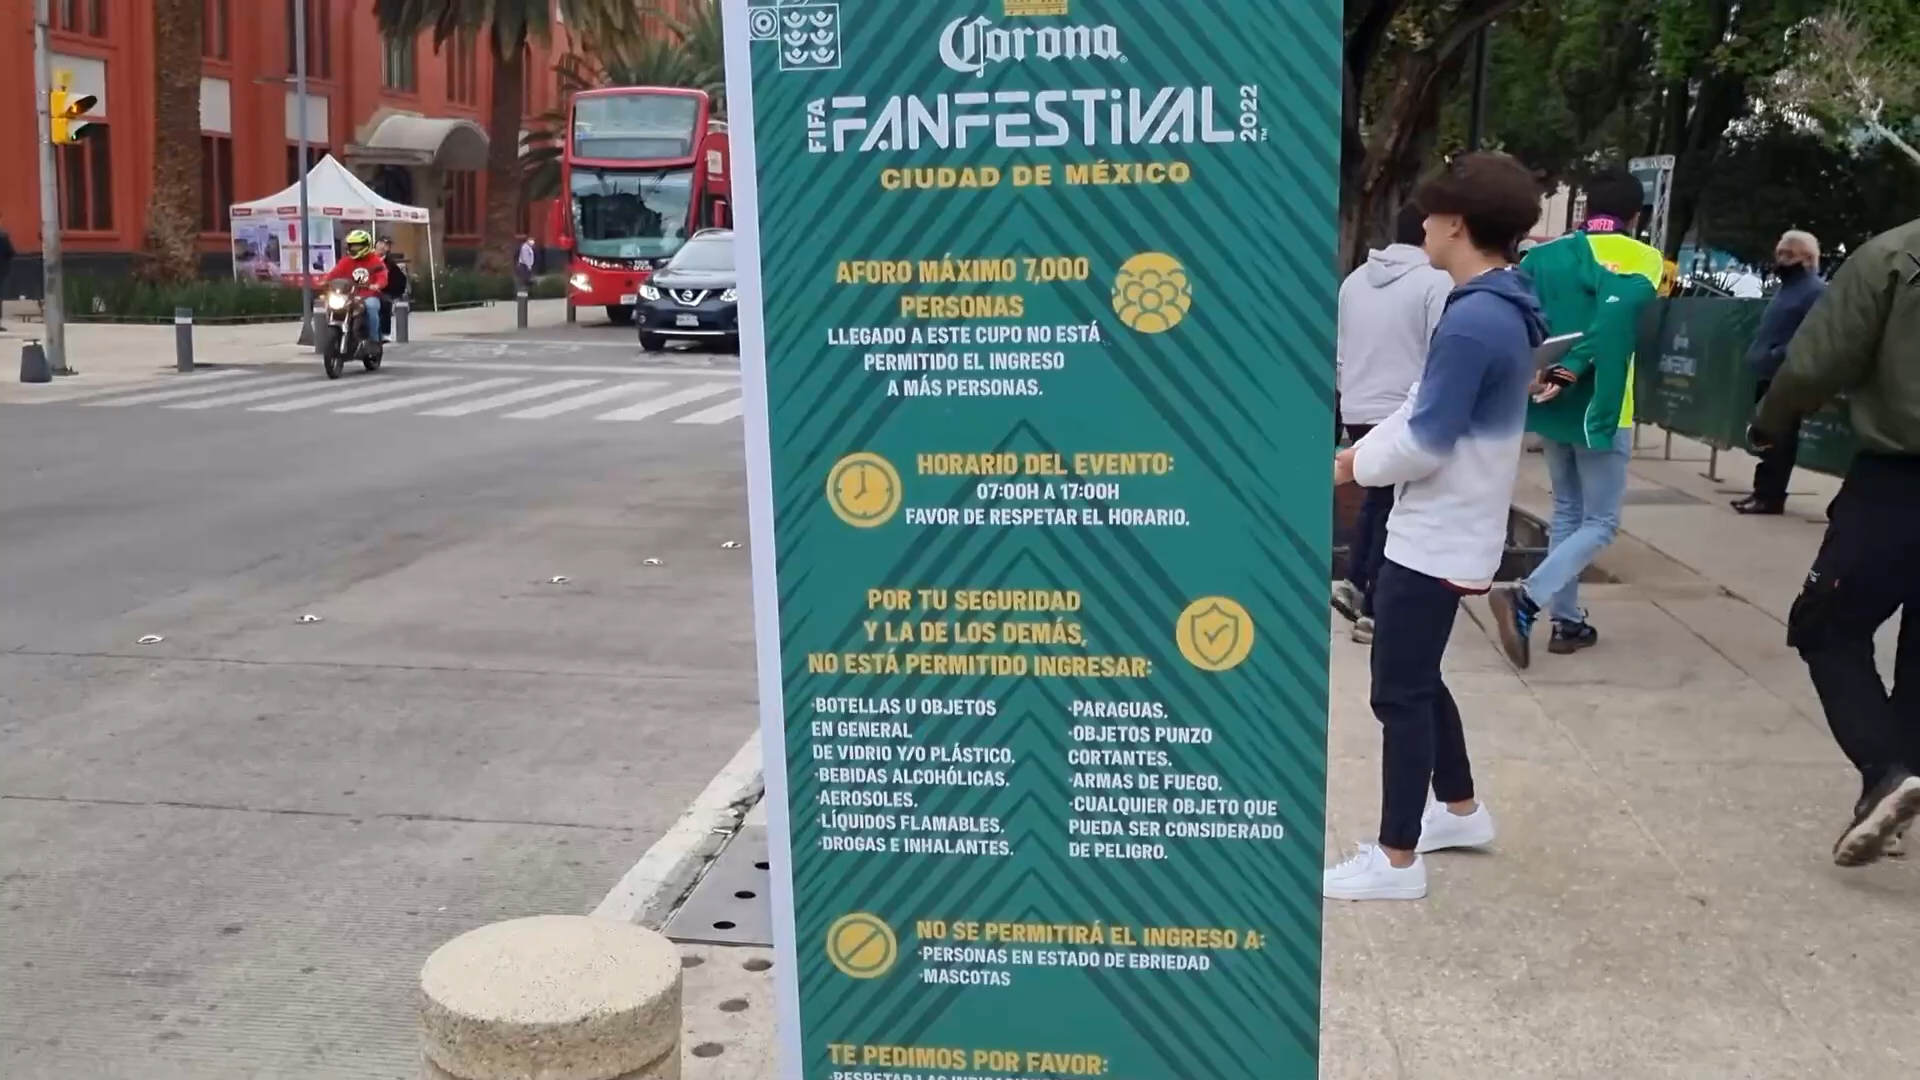 Corona
FIFA FANFESTiVAL 2022™
CIUDAD DE MÉXICO
AFORO MÁXIMO 7,000
PERSONAS
LLEGADO A ESTE CUPO NO ESTÁ
PERMITIDO EL INGRESO
A MÁS PERSONAS.
HORARIO DEL EVENTO:
07:00H A 17:00H
FAVOR DE RESPETAR EL HORARIO.
POR TU SEGURIDAD
Y LA DE LOS DEMÁS,
NO ESTÁ PERMITIDO INGRESAR:
·BOTELLAS U OBJETOS
EN GENERAL
DE VIDRIO Y/O PLÁSTICO.
·BEBIDAS ALCOHÓLICAS.
·AEROSOLES.
·LÍQUIDOS FLAMABLES.
·DROGAS E INHALANTES.
·PARAGUAS.
·OBJETOS PUNZO
CORTANTES.
·ARMAS DE FUEGO.
·CUALQUIER OBJETO QUE
PUEDA SER CONSIDERADO
DE PELIGRO.
NO SE PERMITIRÁ EL INGRESO A:
·PERSONAS EN ESTADO DE EBRIEDAD
·MASCOTAS
TE PEDIMOS POR FAVOR:
·RESPETAR LAS
FANFESTiVAL